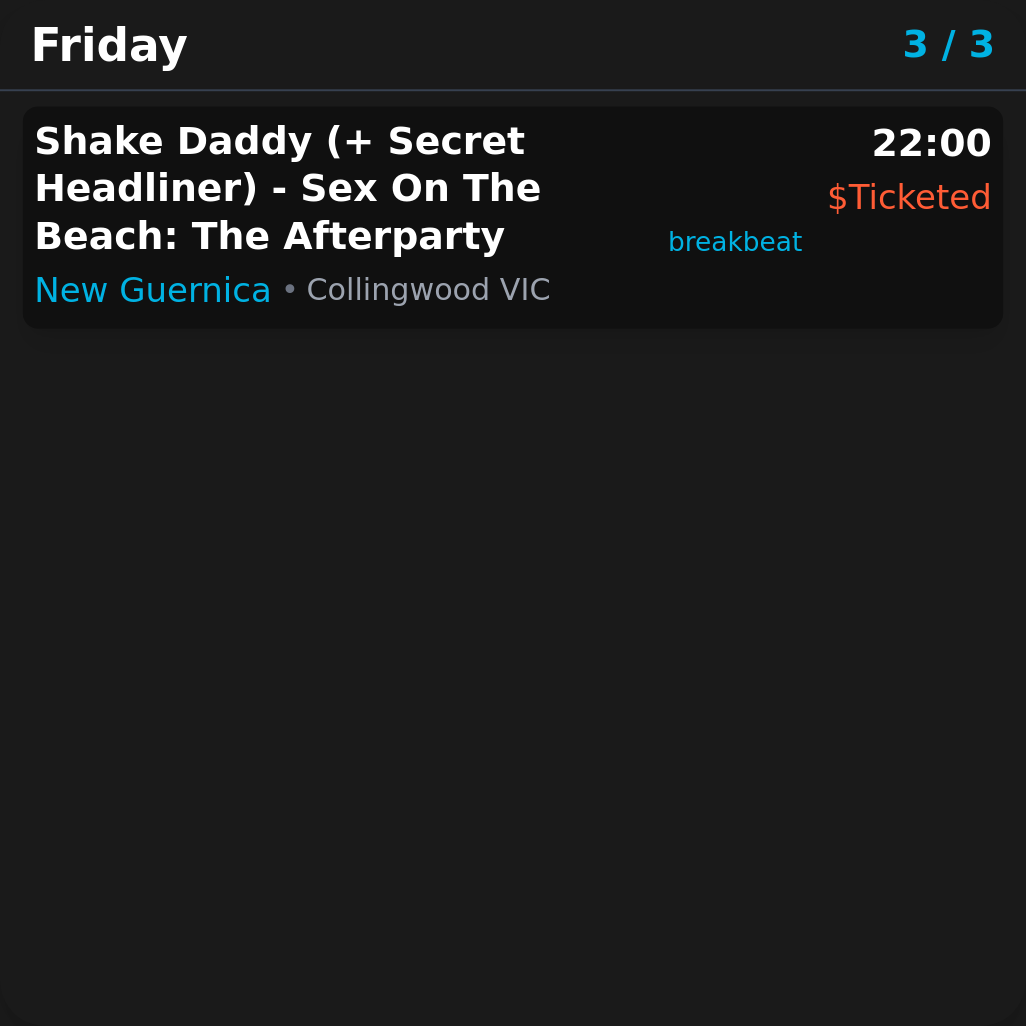 Friday
3 / 3
Shake Daddy (+ Secret
Headliner) - Sex On The
Beach: The Afterparty
22:00
$Ticketed
breakbeat
New Guernica • Collingwood VIC